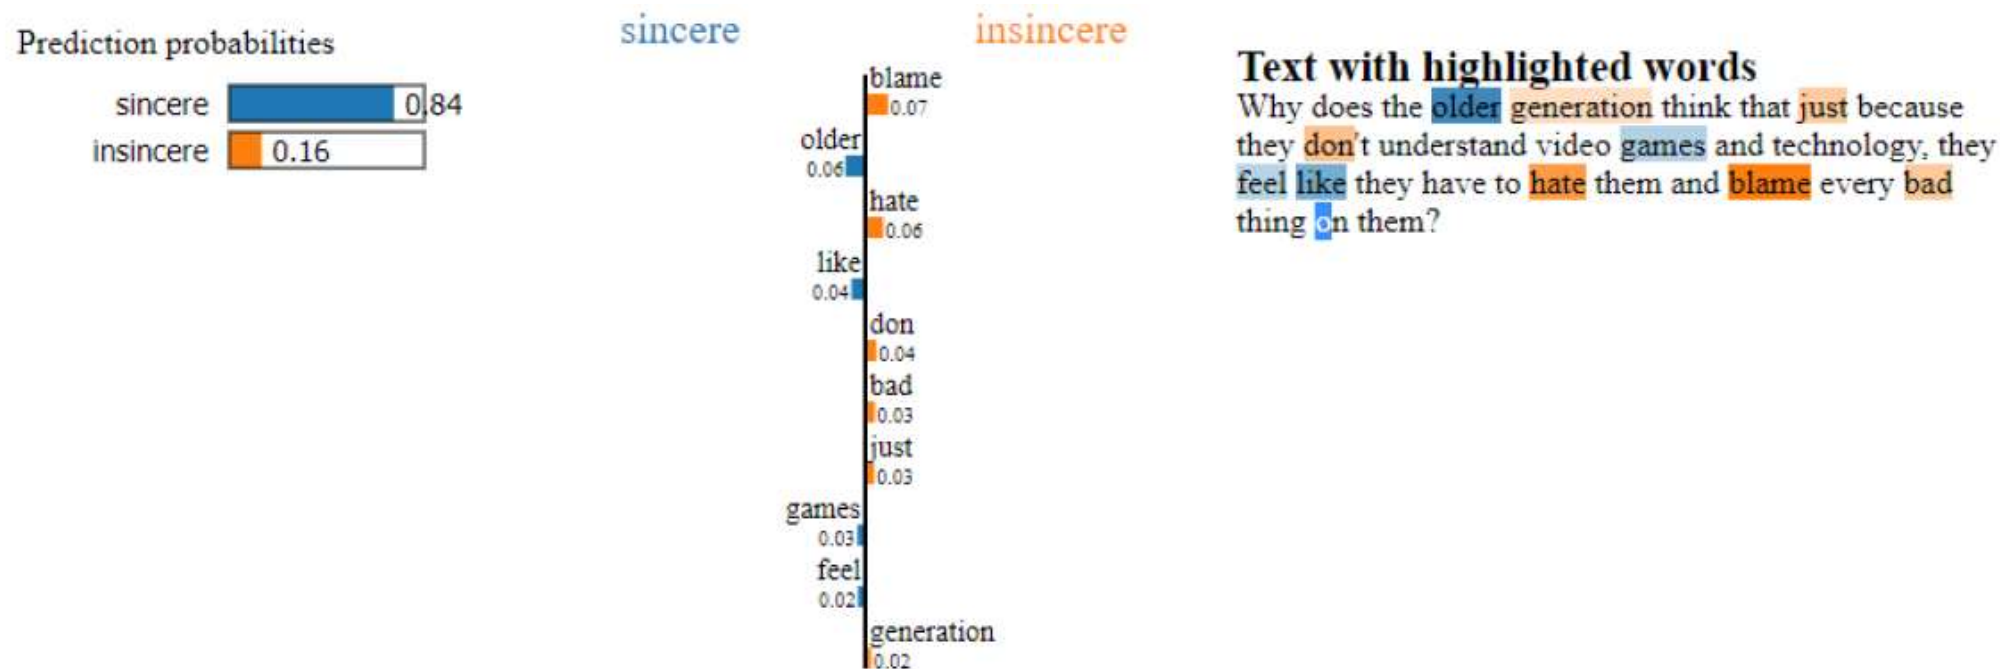 Prediction probabilities
sincere 0.84
insincere 0.16
sincere insincere
blame
0.07
older
0.06
hate
0.06
like
0.04
don
0.04
bad
0.03
just
0.03
games
0.03
feel
0.02
generation
0.02
Text with highlighted words
Why does the older generation think that just because
they don't understand video games and technology, they
feel like they have to hate them and blame every bad
thing on them?